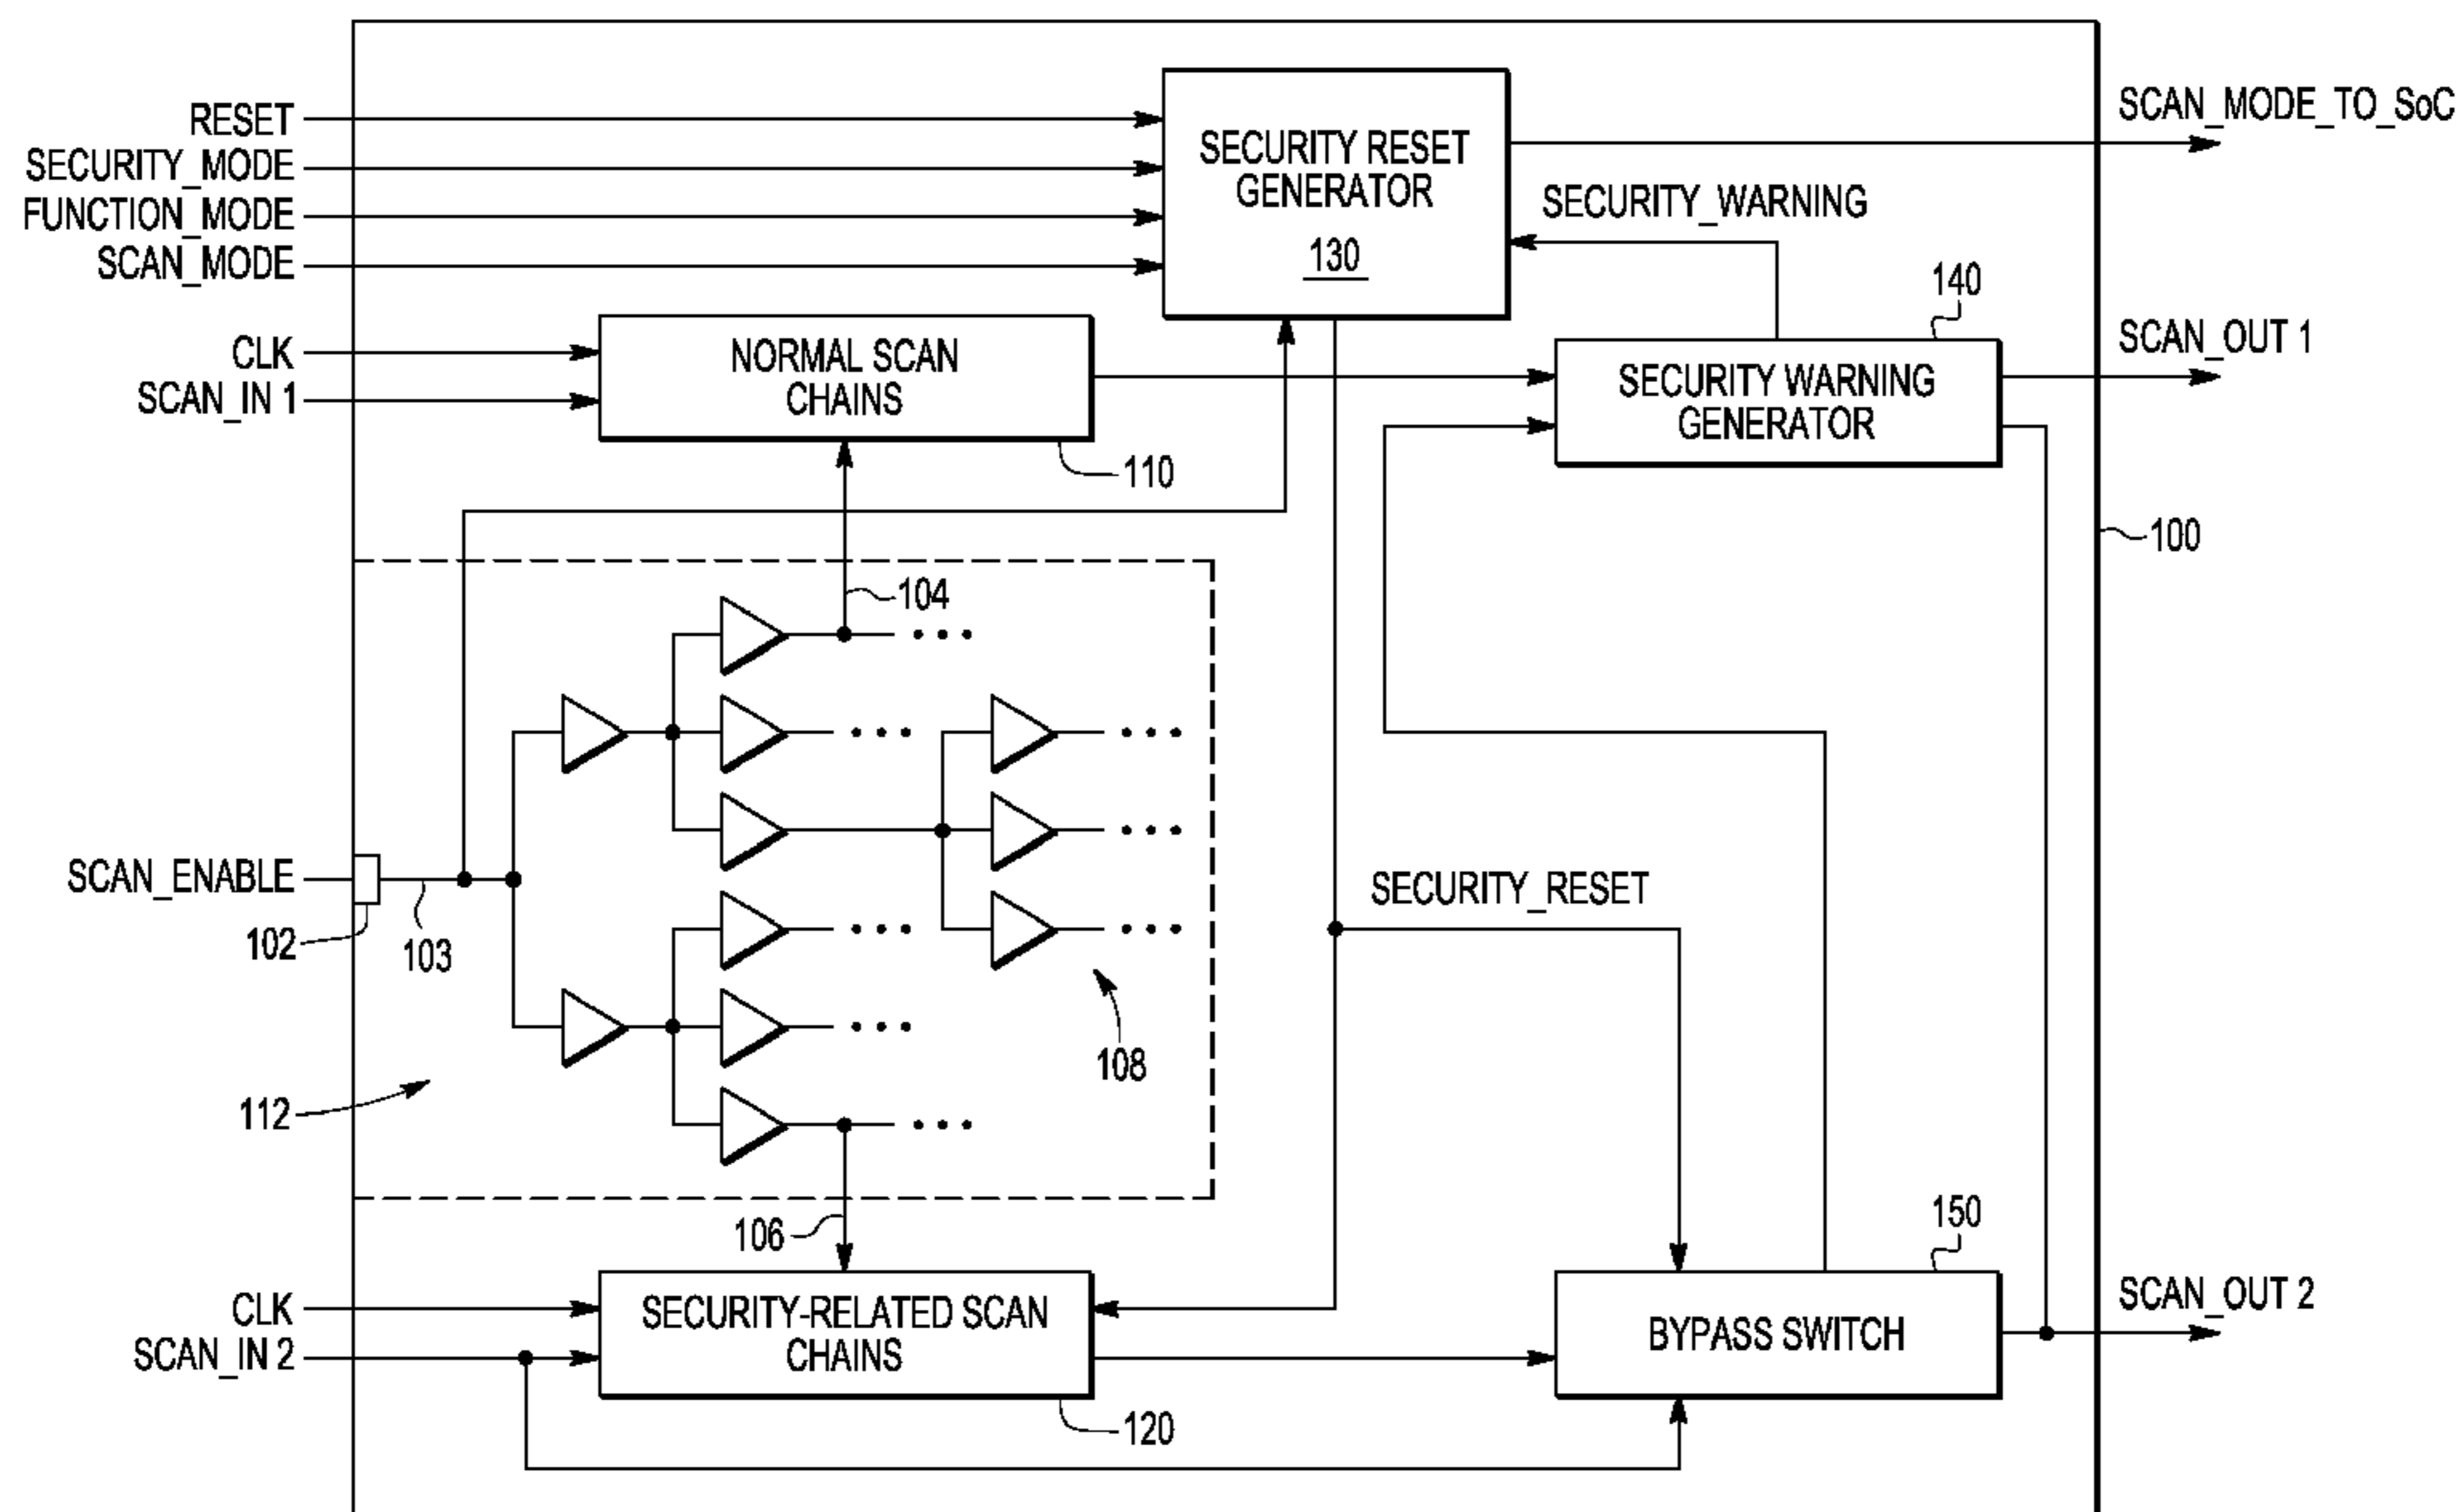 RESET
SECURITY_MODE
FUNCTION_MODE
SCAN_MODE
SECURITY RESET
GENERATOR
130
SCAN_MODE_TO_SoC
SECURITY_WARNING
140
CLK
SCAN_IN 1
NORMAL SCAN
CHAINS
110
SECURITY WARNING
GENERATOR
SCAN_OUT 1
100
104
SCAN_ENABLE
102
103
108
112
SECURITY_RESET
106
150
CLK
SCAN_IN 2
SECURITY-RELATED SCAN
CHAINS
120
BYPASS SWITCH
SCAN_OUT 2